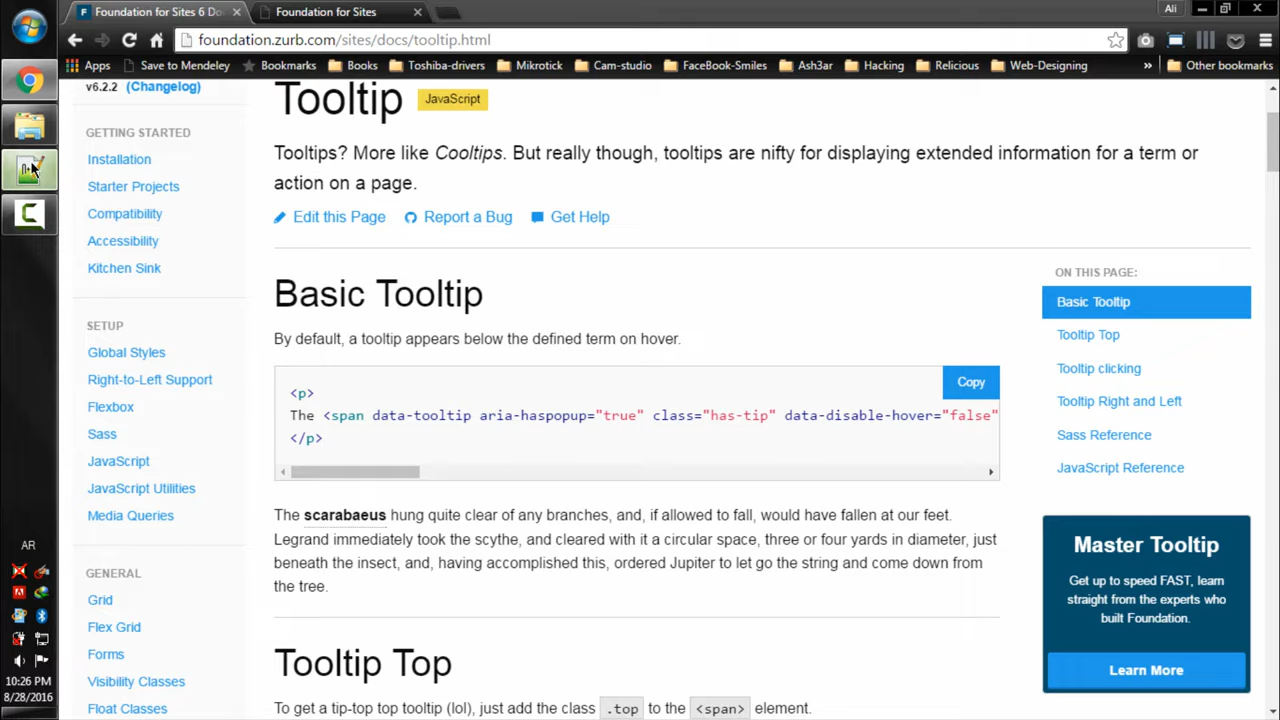 Foundation for Sites 6 Do
Foundation for Sites
Ali
foundation.zurb.com/sites/docs/tooltip.html
Apps
Save to Mendeley
Bookmarks
Books
Toshiba-drivers
Mikrotick
Cam-studio
FaceBook-Smiles
Ash3ar
Hacking
Relicious
Web-Designing
»
Other bookmarks
v6.2.2 (Changelog)
GETTING STARTED
Installation
Starter Projects
Compatibility
Accessibility
Kitchen Sink
SETUP
Global Styles
Right-to-Left Support
Flexbox
Sass
JavaScript
JavaScript Utilities
Media Queries
GENERAL
Grid
Flex Grid
Forms
Visibility Classes
Float Classes
Tooltip JavaScript
Tooltips? More like Cooltips. But really though, tooltips are nifty for displaying extended information for a term or
action on a page.
Edit this Page
Report a Bug
Get Help
Basic Tooltip
By default, a tooltip appears below the defined term on hover.
Copy
<p>
The <span data-tooltip aria-haspopup="true" class="has-tip" data-disable-hover="false"
</p>
The scarabaeus hung quite clear of any branches, and, if allowed to fall, would have fallen at our feet.
Legrand immediately took the scythe, and cleared with it a circular space, three or four yards in diameter, just
beneath the insect, and, having accomplished this, ordered Jupiter to let go the string and come down from
the tree.
Tooltip Top
To get a tip-top top tooltip (lol), just add the class .top to the <span> element.
ON THIS PAGE:
Basic Tooltip
Tooltip Top
Tooltip clicking
Tooltip Right and Left
Sass Reference
JavaScript Reference
Master Tooltip
Get up to speed FAST, learn
straight from the experts who
built Foundation.
Learn More
AR
10:26 PM
8/28/2016